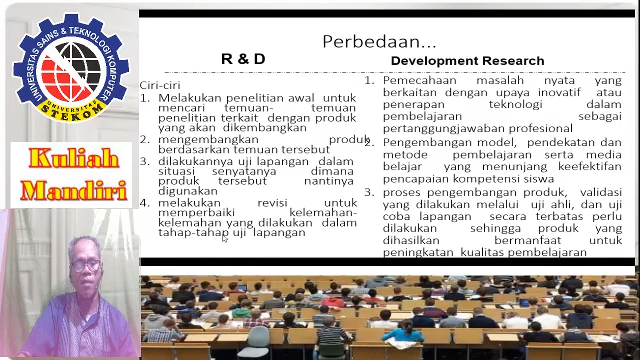 UNIVERSITAS SAINS & TEKNOLOGI KOMPUTER
UNIVERSITAS
STEKOM
Kuliah
Mandiri
Perbedaan...
R & D
Ciri-ciri
1. Melakukan penelitian awal untuk
mencari temuan- temuan
penelitian terkait dengan produk
yang akan dikembangkan
2. mengembangkan produk
berdasarkan temuan tersebut
3. dilakukannya uji lapangan dalam
situasi senyatanya dimana
produk tersebut nantinya
digunakan
4. melakukan revisi untuk
memperbaiki kelemahan-
kelemahan yang dilakukan dalam
tahap-tahap uji lapangan
Development Research
1. Pemecahaan masalah nyata yang
berkaitan dengan upaya inovatif atau
penerapan teknologi dalam
pembelajaran sebagai
pertanggungjawaban profesional
2. Pengembangan model, pendekatan dan
metode pembelajaran serta media
belajar yang menunjang keefektifan
pencapaian kompetensi siswa
3. proses pengembangan produk, validasi
yang dilakukan melalui uji ahli, dan uji
coba lapangan secara terbatas perlu
dilakukan sehingga produk yang
dihasilkan bermanfaat untuk
peningkatan kualitas pembelajaran